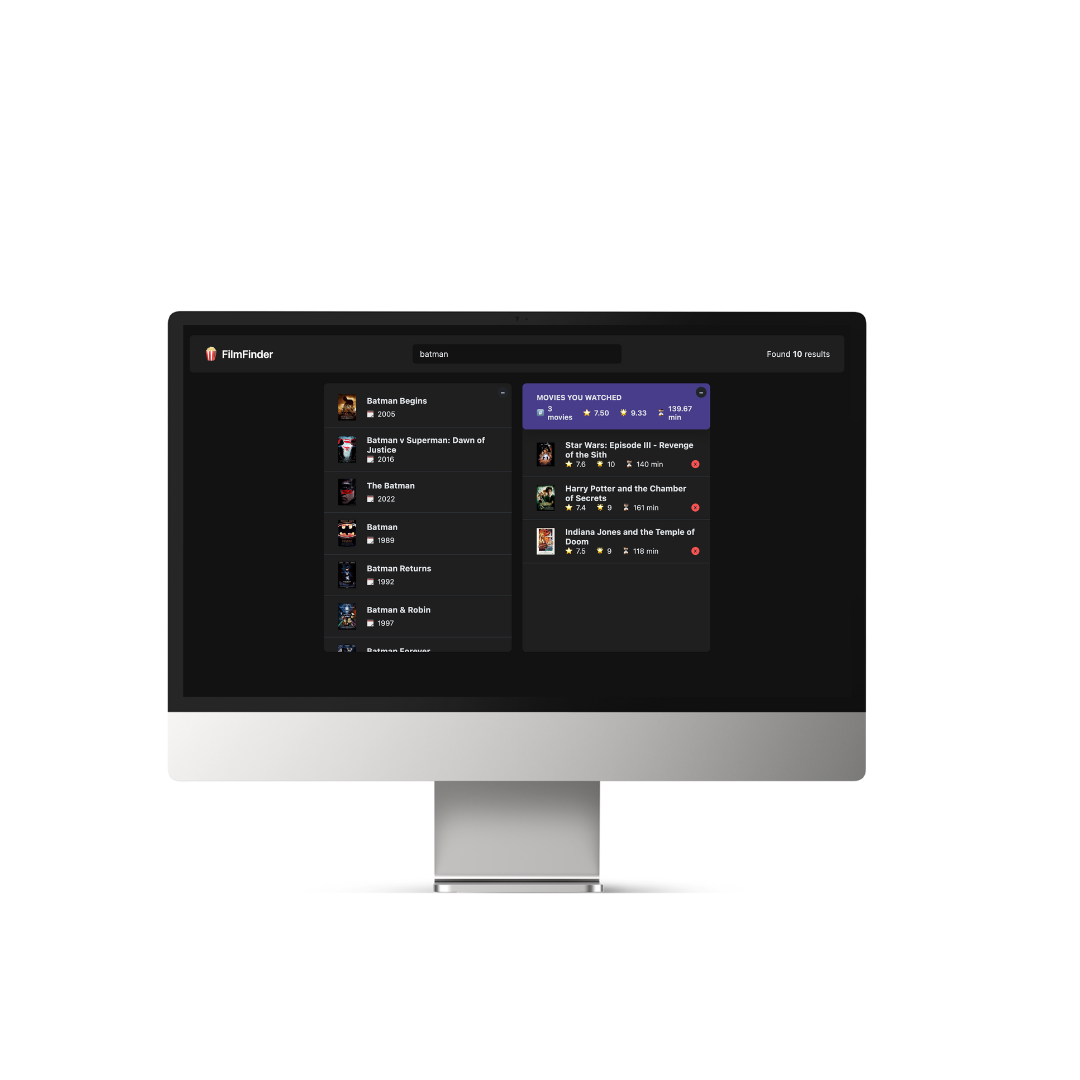 FilmFinder
batman
Found 10 results
Batman Begins
2005
Batman v Superman: Dawn of
Justice
2016
The Batman
2022
Batman
1989
Batman Returns
1992
Batman & Robin
1997
Batman Forever
MOVIES YOU WATCHED
3
movies
7.50
9.33
139.67
min
Star Wars: Episode III - Revenge
of the Sith
7.6 10 140 min
Harry Potter and the Chamber
of Secrets
7.4 9 161 min
Indiana Jones and the Temple of
Doom
7.5 9 118 min